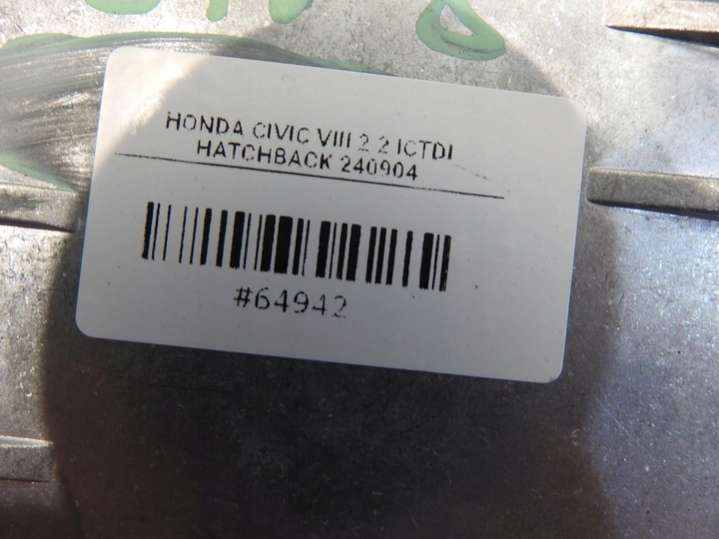 HONDA CIVIC VIII 2.2 ICTDI
HATCHBACK 240904
#64942